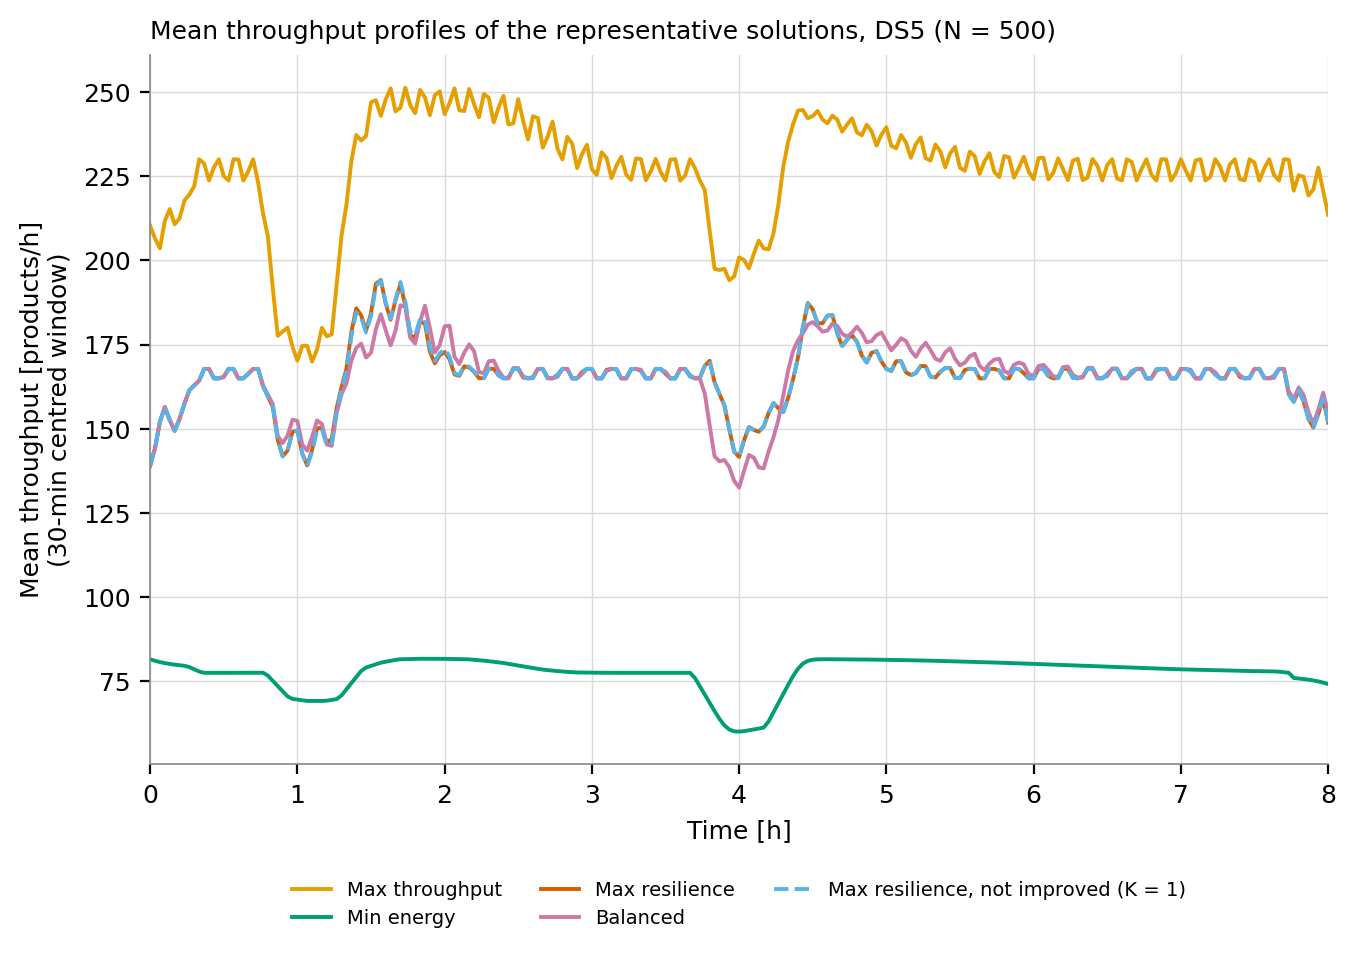 Mean throughput profiles of the representative solutions, DS5 (N = 500)
Mean throughput [products/h]
(30-min centred window)
250
225
200
175
150
125
100
75
0 1 2 3 4 5 6 7 8
Time [h]
Max throughput Max resilience Max resilience, not improved (K = 1)
Min energy Balanced